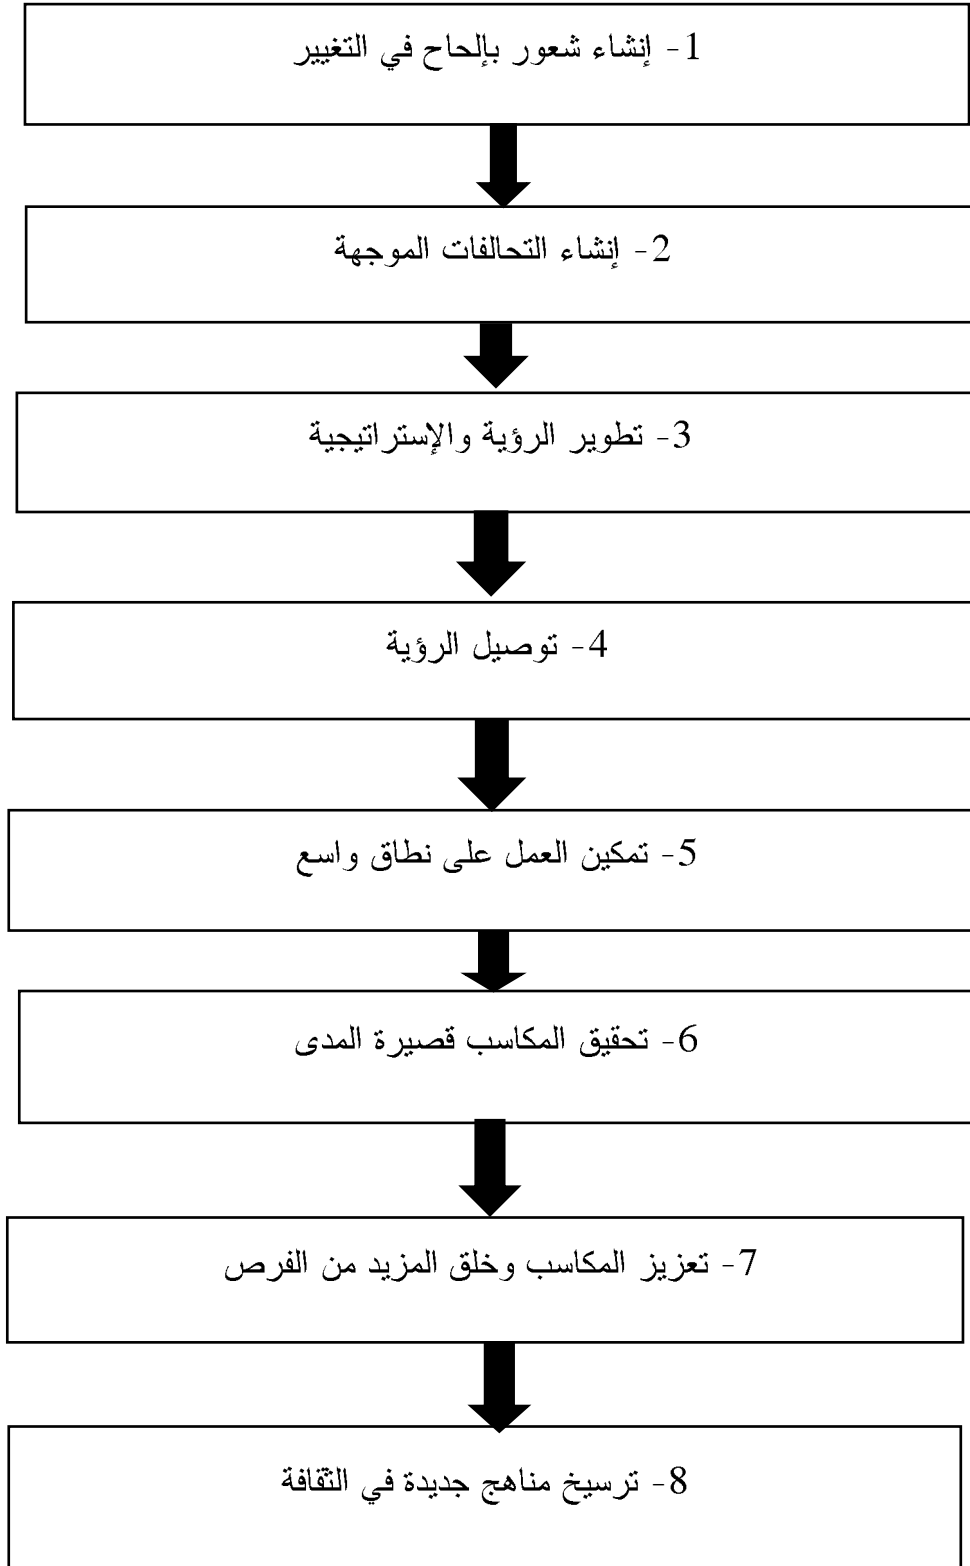 1- إنشاء شعور بإلحاح في التغيير
2- إنشاء التحالفات الموجهة
3- تطوير الرؤية والإستراتيجية
4- توصيل الرؤية
5- تمكين العمل على نطاق واسع
6- تحقيق المكاسب قصيرة المدى
7- تعزيز المكاسب وخلق المزيد من الفرص
8- ترسيخ مناهج جديدة في الثقافة